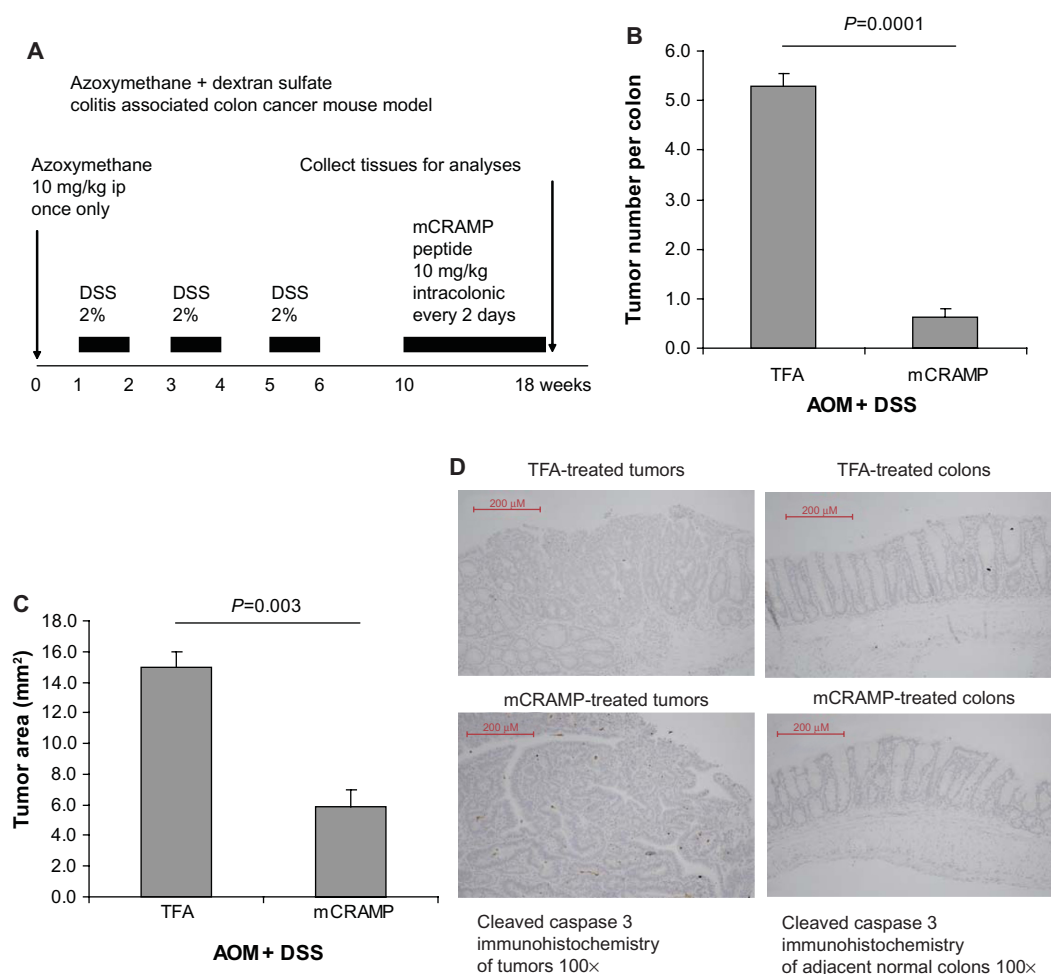 A
Azoxymethane + dextran sulfate
colitis associated colon cancer mouse model
Azoxymethane
10 mg/kg ip
once only
Collect tissues for analyses
mCRAMP
peptide
10 mg/kg
intracolonic
every 2 days
DSS
2%
DSS
2%
DSS
2%
0 1 2 3 4 5 6 10 18 weeks
B
P=0.0001
Tumor number per colon
6.0
5.0
4.0
3.0
2.0
1.0
0.0
TFA mCRAMP
AOM + DSS
C
P=0.003
Tumor area (mm²)
18.0
16.0
14.0
12.0
10.0
8.0
6.0
4.0
2.0
0.0
TFA mCRAMP
AOM + DSS
D
TFA-treated tumors
200 µM
TFA-treated colons
200 µM
mCRAMP-treated tumors
200 µM
mCRAMP-treated colons
200 µM
Cleaved caspase 3
immunohistochemistry
of tumors 100×
Cleaved caspase 3
immunohistochemistry
of adjacent normal colons 100×